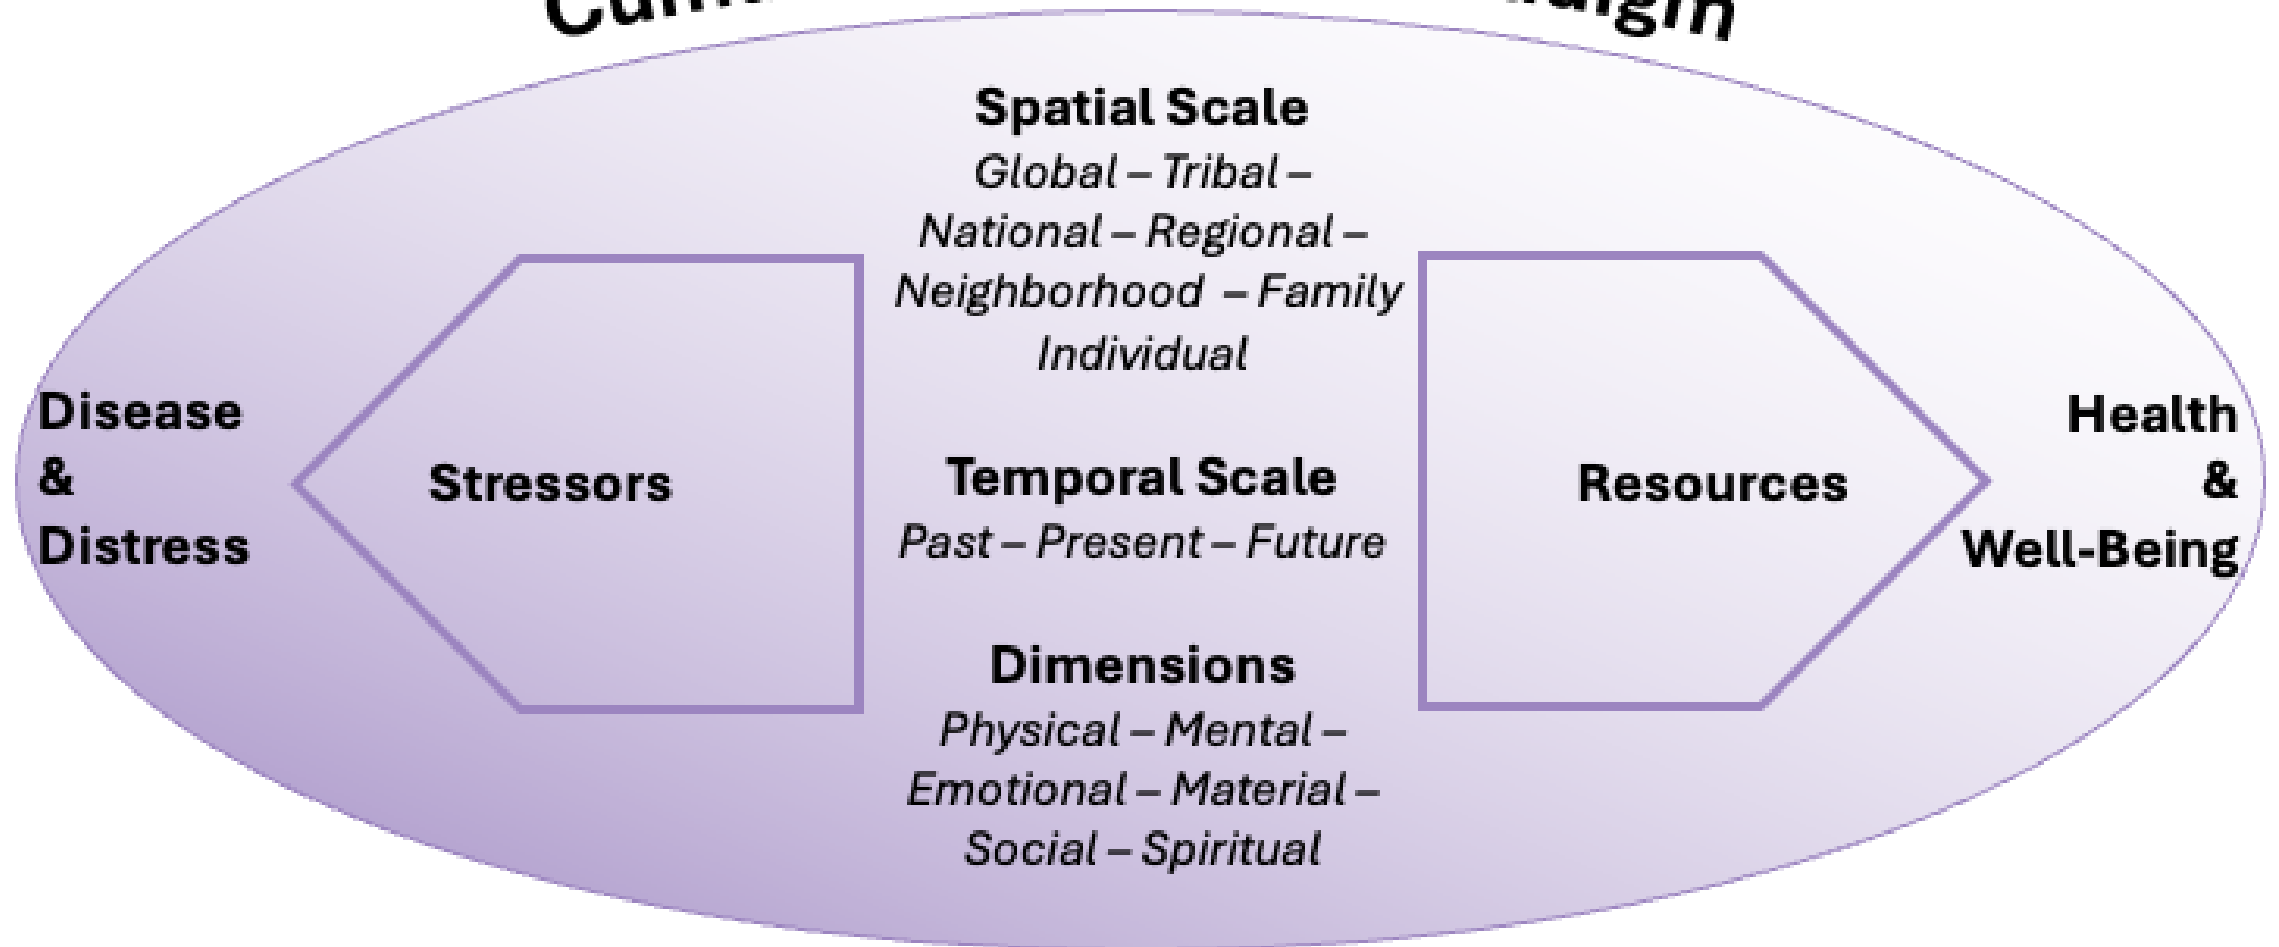 Spatial Scale
Global – Tribal –
National – Regional –
Neighborhood – Family
Individual
Disease
&
Distress
Stressors
Temporal Scale
Past – Present – Future
Resources
Health
&
Well-Being
Dimensions
Physical – Mental –
Emotional – Material –
Social – Spiritual